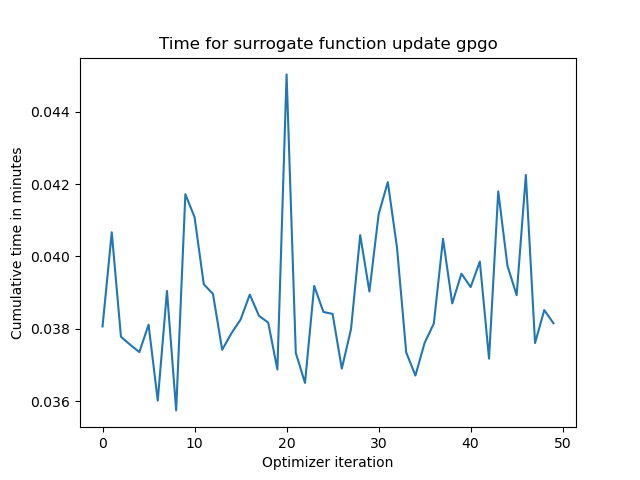 Time for surrogate function update gpgo
Cumulative time in minutes
0.044
0.042
0.040
0.038
0.036
0 10 20 30 40 50
Optimizer iteration